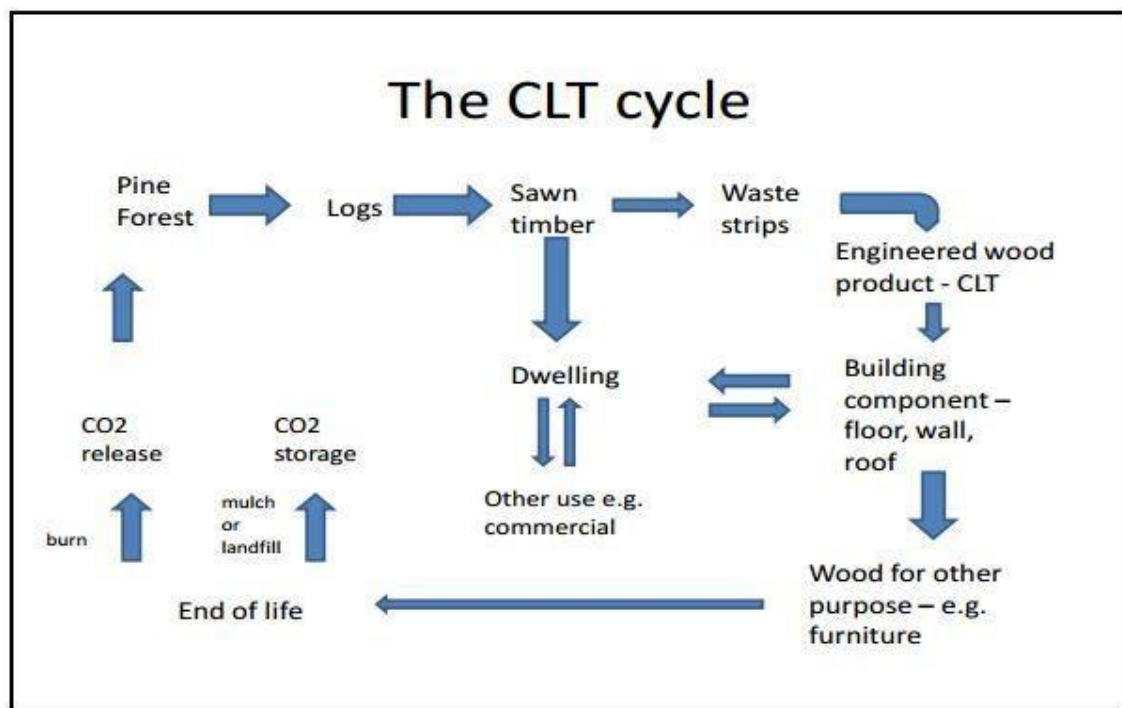 The CLT cycle
Pine
Forest
Logs
Sawn
timber
Waste
strips
Engineered wood
product - CLT
Dwelling
Building
component –
floor, wall,
roof
CO2
release
CO2
storage
Other use e.g.
commercial
burn
mulch
or
landfill
Wood for other
purpose – e.g.
furniture
End of life